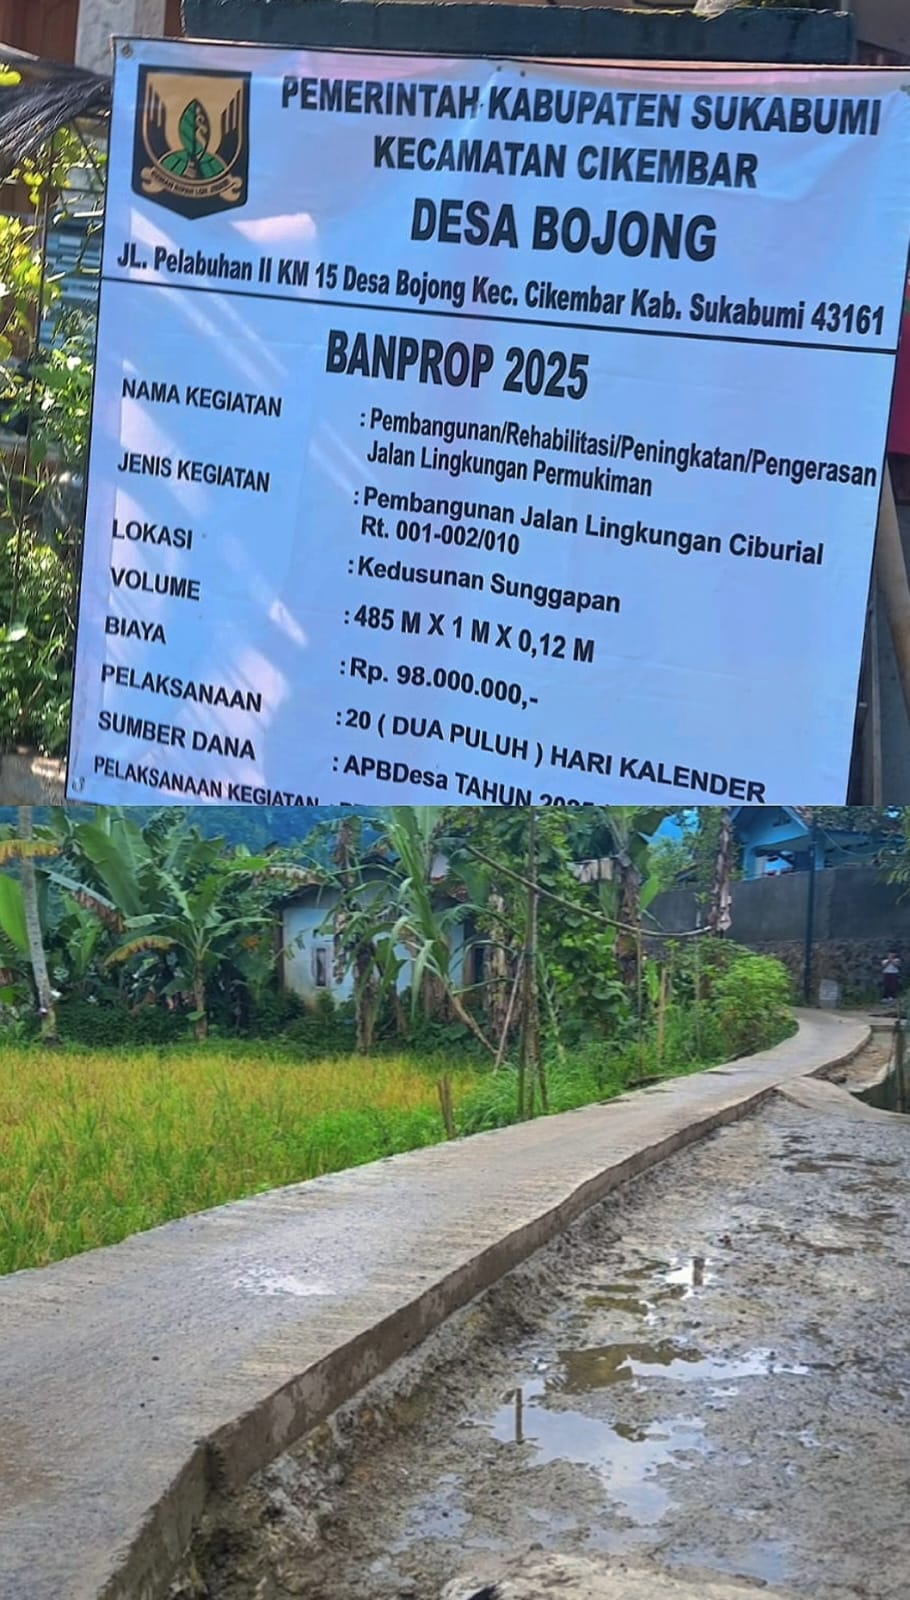 PEMERINTAH KABUPATEN SUKABUMI
KECAMATAN CIKEMBAR
DESA BOJONG
JL. Pelabuhan II KM 15 Desa Bojong Kec. Cikembar Kab. Sukabumi 43161
BANPROP 2025
NAMA KEGIATAN : Pembangunan/Rehabilitasi/Peningkatan/Pengerasan
Jalan Lingkungan Permukiman
JENIS KEGIATAN : Pembangunan Jalan Lingkungan Ciburial
Rt. 001-002/010
LOKASI : Kedusunan Sunggapan
VOLUME : 485 M X 1 M X 0,12 M
BIAYA : Rp. 98.000.000,-
PELAKSANAAN : 20 ( DUA PULUH ) HARI KALENDER
SUMBER DANA : APBDesa TAHUN 2025
PELAKSANAAN KEGIATAN :